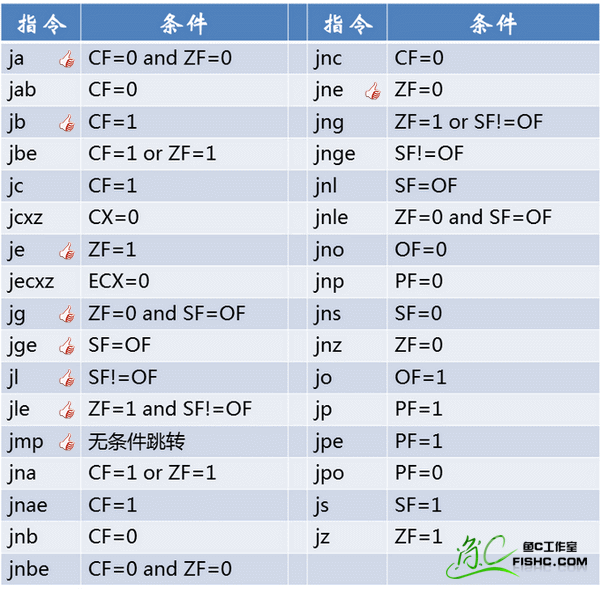 指令 条件 指令 条件
ja CF=0 and ZF=0 jnc CF=0
jab CF=0 jne ZF=0
jb CF=1 jng ZF=1 or SF!=OF
jbe CF=1 or ZF=1 jnge SF!=OF
jc CF=1 jnl SF=OF
jcxz CX=0 jnle ZF=0 and SF=OF
je ZF=1 jno OF=0
jecxz ECX=0 jnp PF=0
jg ZF=0 and SF=OF jns SF=0
jge SF=OF jnz ZF=0
jl SF!=OF jo OF=1
jle ZF=1 and SF!=OF jp PF=1
jmp 无条件跳转 jpe PF=1
jna CF=1 or ZF=1 jpo PF=0
jnae CF=1 js SF=1
jnb CF=0 jz ZF=1
jnbe CF=0 and ZF=0
鱼C 鱼C工作室
FISHC.COM